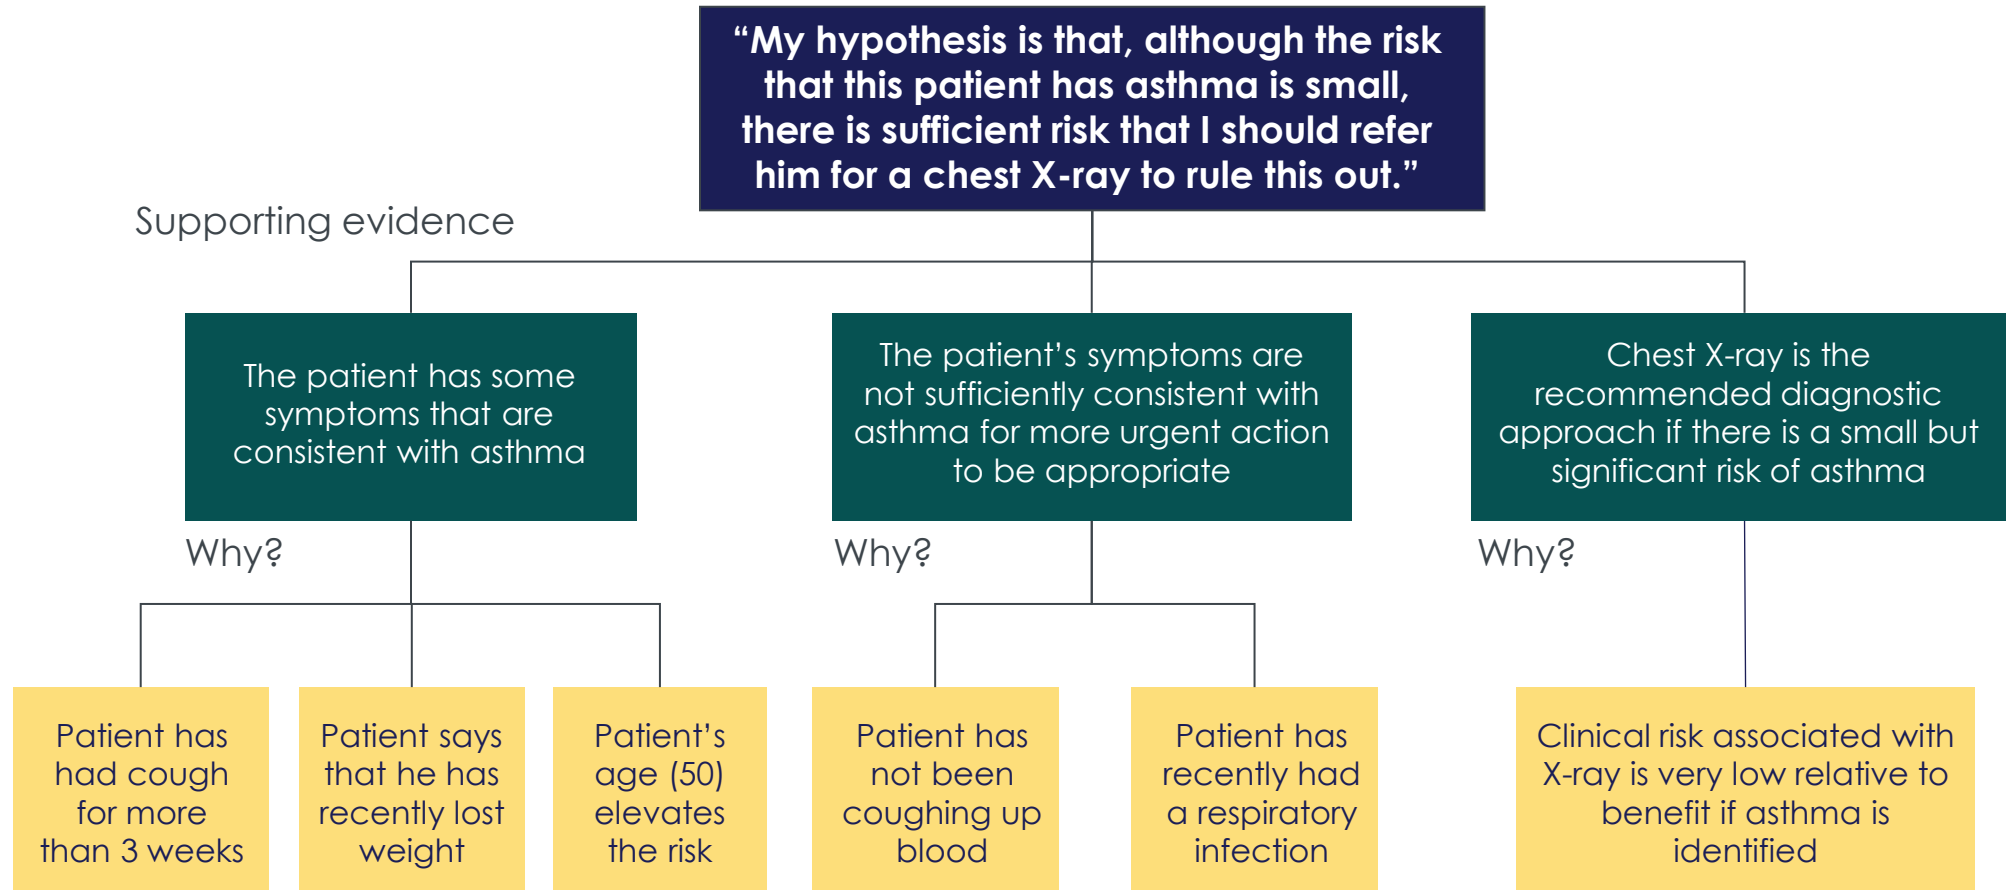 “My hypothesis is that, although the risk
that this patient has asthma is small,
there is sufficient risk that I should refer
him for a chest X-ray to rule this out.”
Supporting evidence
The patient has some
symptoms that are
consistent with asthma
The patient’s symptoms are
not sufficiently consistent with
asthma for more urgent action
to be appropriate
Chest X-ray is the
recommended diagnostic
approach if there is a small but
significant risk of asthma
Why?
Why?
Why?
Patient has
had cough
for more
than 3 weeks
Patient says
that he has
recently lost
weight
Patient’s
age (50)
elevates
the risk
Patient has
not been
coughing up
blood
Patient has
recently had
a respiratory
infection
Clinical risk associated with
X-ray is very low relative to
benefit if asthma is
identified